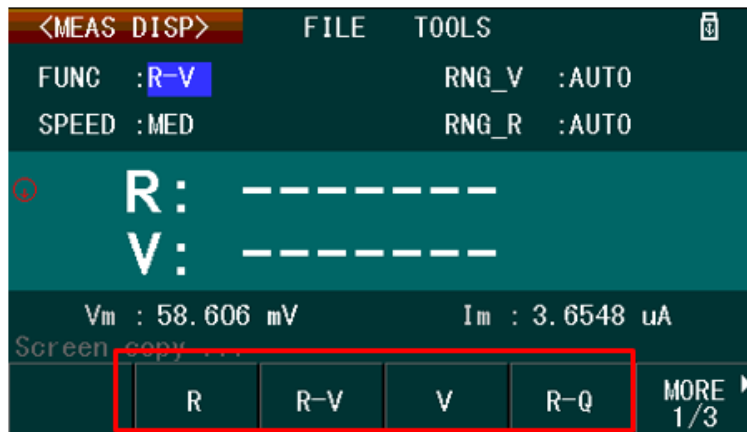 <MEAS DISP> FILE TOOLS
FUNC :R-V RNG_V :AUTO
SPEED :MED RNG_R :AUTO
R: -------
V: -------
Vm : 58.606 mV Im : 3.6548 uA
Screen copy ...
R R-V V R-Q MORE 1/3